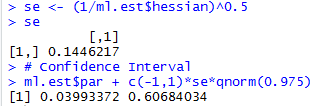 > se <- (1/ml.est$hessian)^0.5
> se
[,1]
[1,] 0.1446217
> # Confidence Interval
> ml.est$par + c(-1,1)*se*qnorm(0.975)
[1] 0.03993372 0.60684034